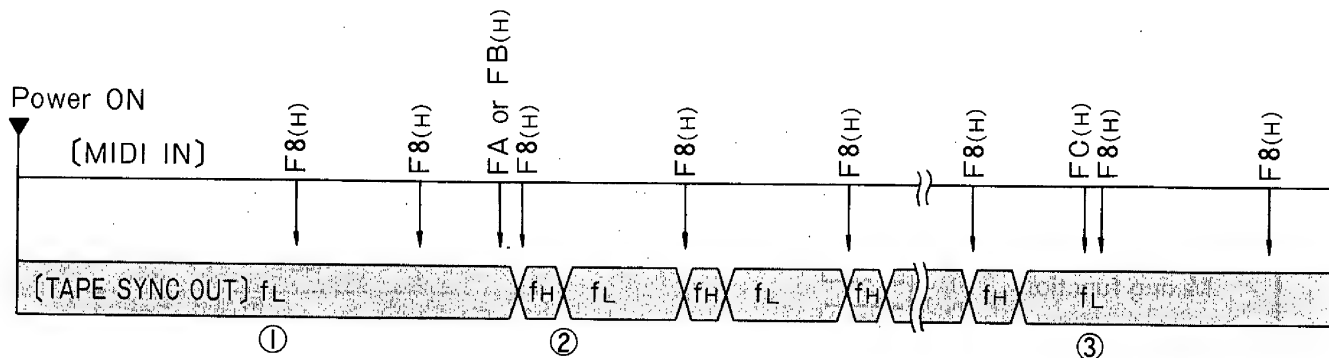 Power ON
[MIDI IN]
F8(H)
F8(H)
FA or FB(H)
F8(H)
F8(H)
F8(H)
F8(H)
FC(H)
F8(H)
F8(H)
[TAPE SYNC OUT] fL
fH
fL
fH
fL
fH
fH
fL
① ② ③